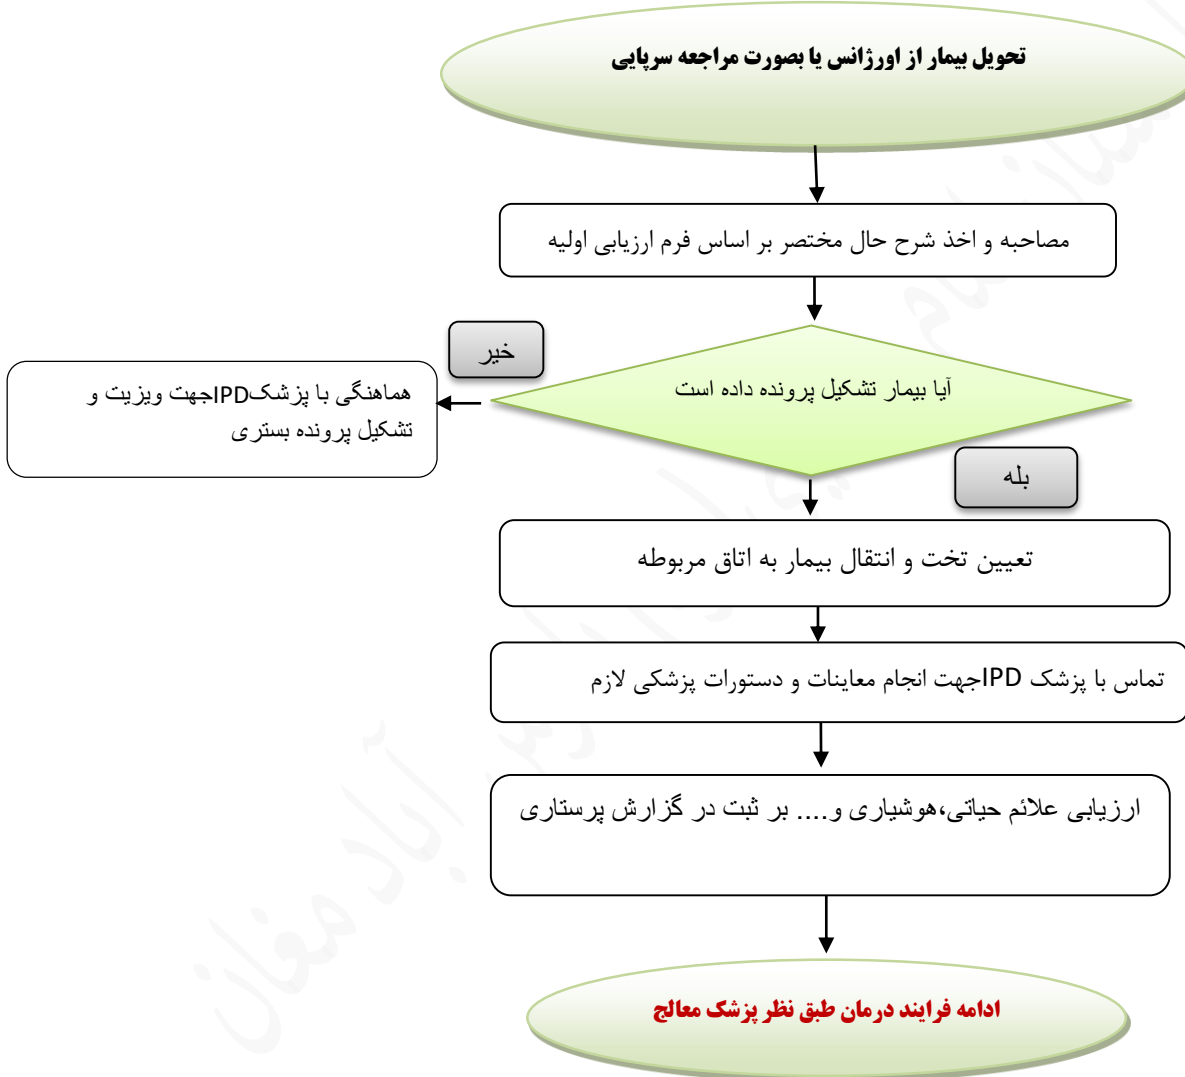 تحویل بیمار از اورژانس یا بصورت مراجعه سرپایی
مصاحبه و اخذ شرح حال مختصر بر اساس فرم ارزیابی اولیه
خیر
آیا بیمار تشکیل پرونده داده است
هماهنگی با پزشکIPDجهت ویزیت و
تشکیل پرونده بستری
بله
تعیین تخت و انتقال بیمار به اتاق مربوطه
تماس با پزشک IPDجهت انجام معاینات و دستورات پزشکی لازم
ارزیابی علائم حیاتی،هوشیاری و.... بر ثبت در گزارش پرستاری
ادامه فرایند درمان طبق نظر پزشک معالج
آباد مغان